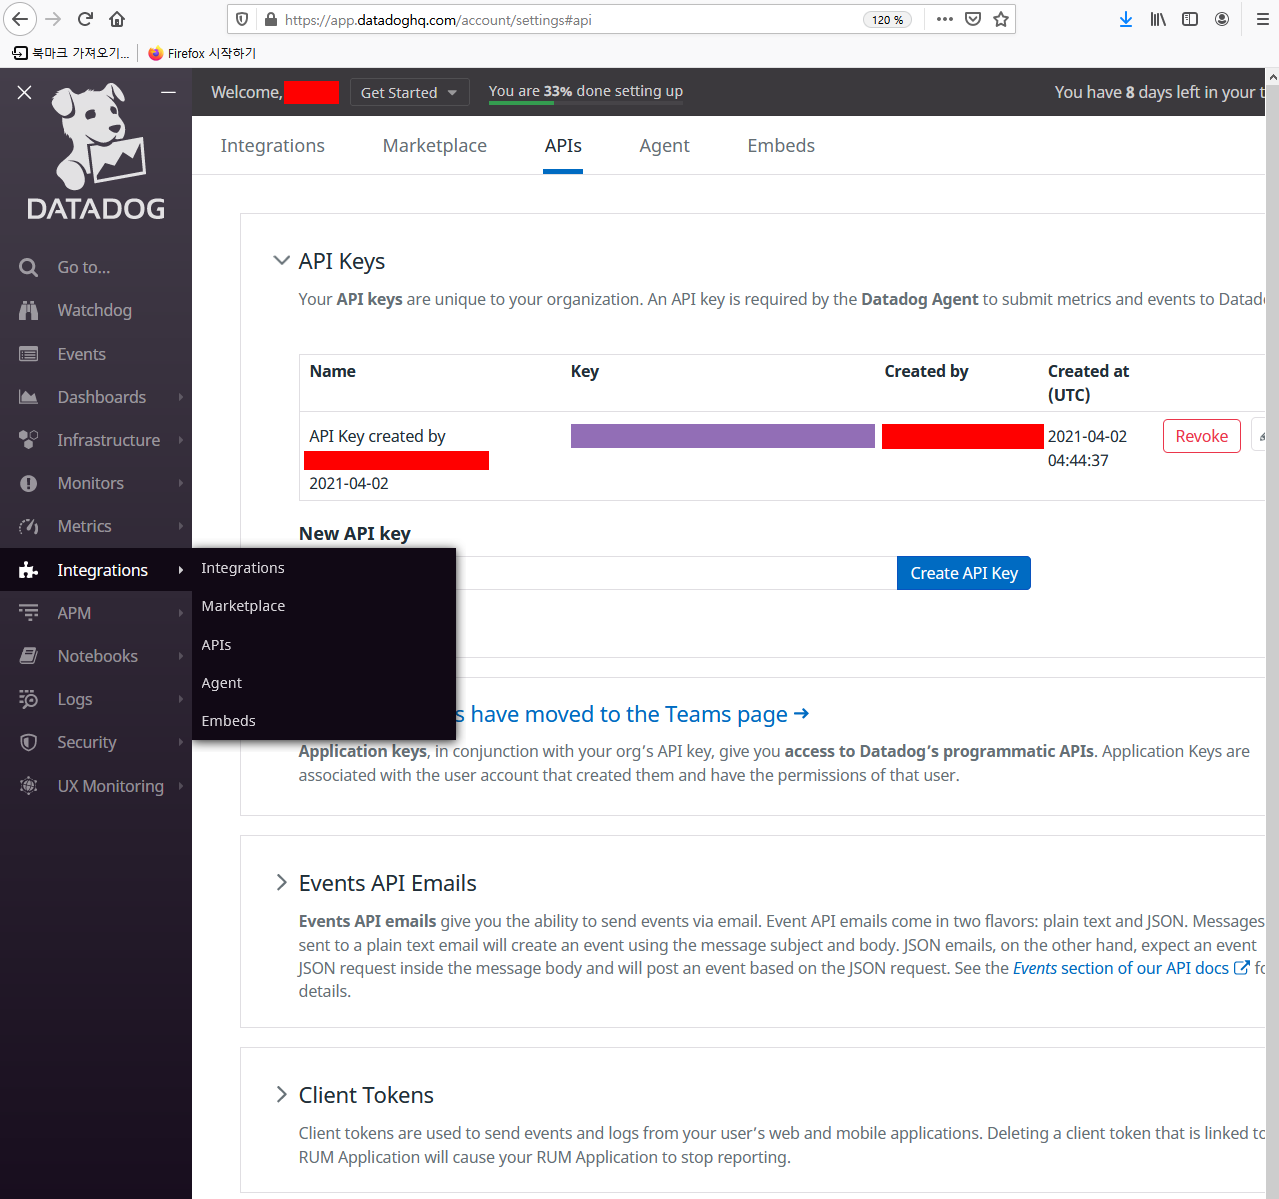 https://app.datadoghq.com/account/settings#api
120 %
북마크 가져오기...
Firefox 시작하기
Welcome,
Get Started
You are 33% done setting up
You have 8 days left in your t
DATADOG
Integrations
Marketplace
APIs
Agent
Embeds
Go to...
Watchdog
Events
Dashboards
Infrastructure
Monitors
Metrics
Integrations
APM
Notebooks
Logs
Security
UX Monitoring
Integrations
Marketplace
APIs
Agent
Embeds
API Keys
Your API keys are unique to your organization. An API key is required by the Datadog Agent to submit metrics and events to Datad
Name
Key
Created by
Created at
(UTC)
API Key created by
2021-04-02
2021-04-02
04:44:37
Revoke
New API key
Create API Key
s have moved to the Teams page →
Application keys, in conjunction with your org's API key, give you access to Datadog's programmatic APIs. Application Keys are
associated with the user account that created them and have the permissions of that user.
Events API Emails
Events API emails give you the ability to send events via email. Event API emails come in two flavors: plain text and JSON. Messages
sent to a plain text email will create an event using the message subject and body. JSON emails, on the other hand, expect an event
JSON request inside the message body and will post an event based on the JSON request. See the Events section of our API docs fo
details.
Client Tokens
Client tokens are used to send events and logs from your user's web and mobile applications. Deleting a client token that is linked to
RUM Application will cause your RUM Application to stop reporting.